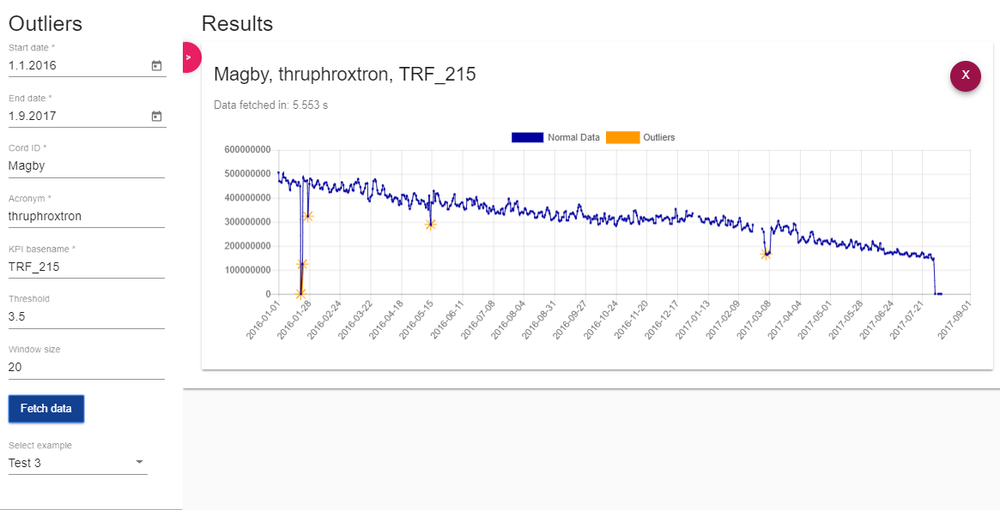 Outliers
Start date *
1.1.2016
End date *
1.9.2017
Cord ID *
Magby
Acronym *
thruphroxtron
KPI basename *
TRF_215
Threshold
3.5
Window size
20
Fetch data
Select example
Test 3
>
Results
Magby, thruphroxtron, TRF_215
X
Data fetched in: 5.553 s
Normal Data Outliers
600000000
500000000
400000000
300000000
200000000
100000000
0
2016-01-01 2016-01-28 2016-02-24 2016-03-22 2016-04-18 2016-05-15 2016-06-11 2016-07-08 2016-08-04 2016-08-31 2016-09-27 2016-10-24 2016-11-20 2016-12-17 2017-01-13 2017-02-09 2017-03-08 2017-04-04 2017-05-01 2017-05-28 2017-06-24 2017-07-21 2017-09-01